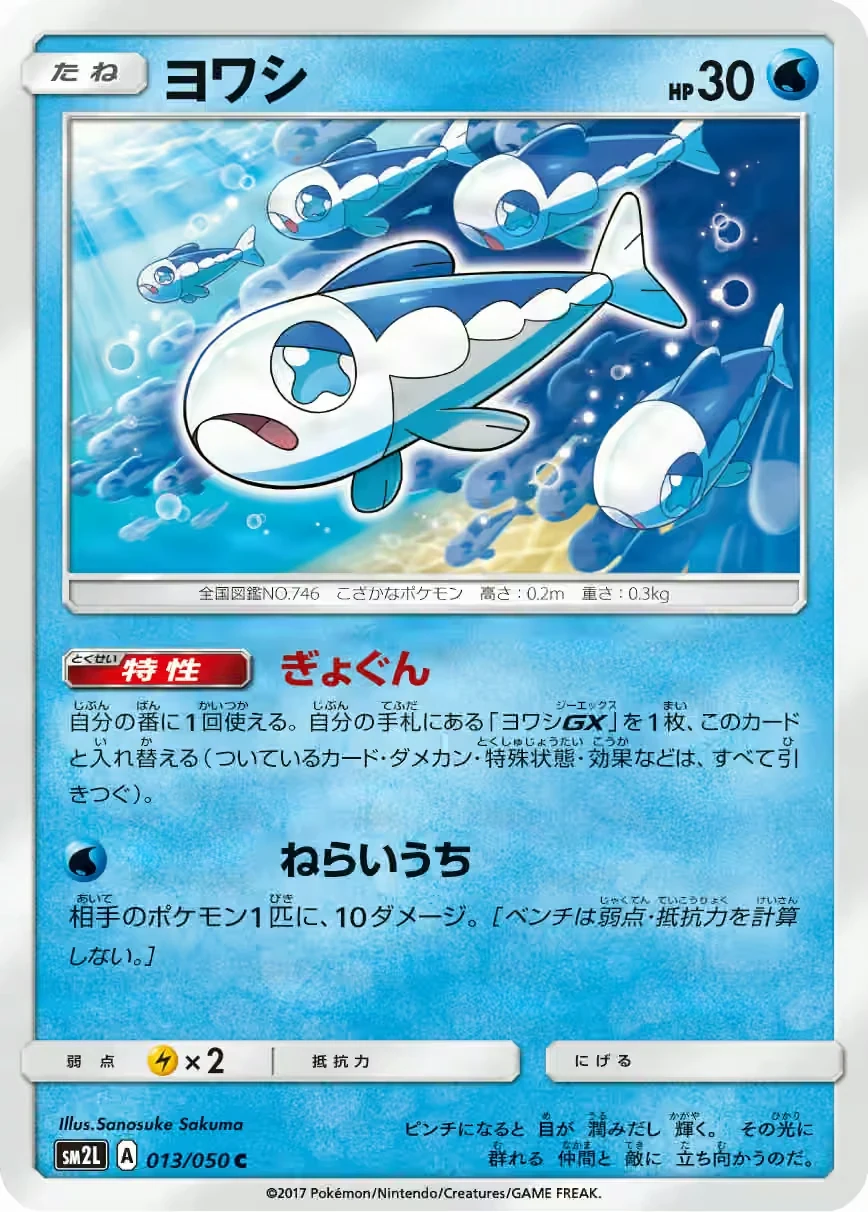 たね ヨワシ HP30
全国図鑑NO.746 こざかなポケモン 高さ:0.2m 重さ:0.3kg
とくせい 特性 ぎょぐん
じぶん ばん かいつか じぶん てふだ ジーエックス まい
自分の番に1回使える。自分の手札にある「ヨワシGX」を1枚、このカード
い か とくしゅじょうたい こうか ひ
と入れ替える(ついているカード・ダメカン・特殊状態・効果などは、すべて引
きつぐ)。
ねらいうち
あいて びき じゃくてん ていこうりょく けいさん
相手のポケモン1匹に、10ダメージ。[ベンチは弱点・抵抗力を計算
しない。]
弱点 ×2 抵抗力 にげる
Illus.Sanosuke Sakuma
め うる かがや ひかり
ピンチになると 目が 潤みだし 輝く。 その光に
む なかま てき た む
群れる 仲間と 敵に 立ち向かうのだ。
SM2L A 013/050 C
©2017 Pokémon/Nintendo/Creatures/GAME FREAK.